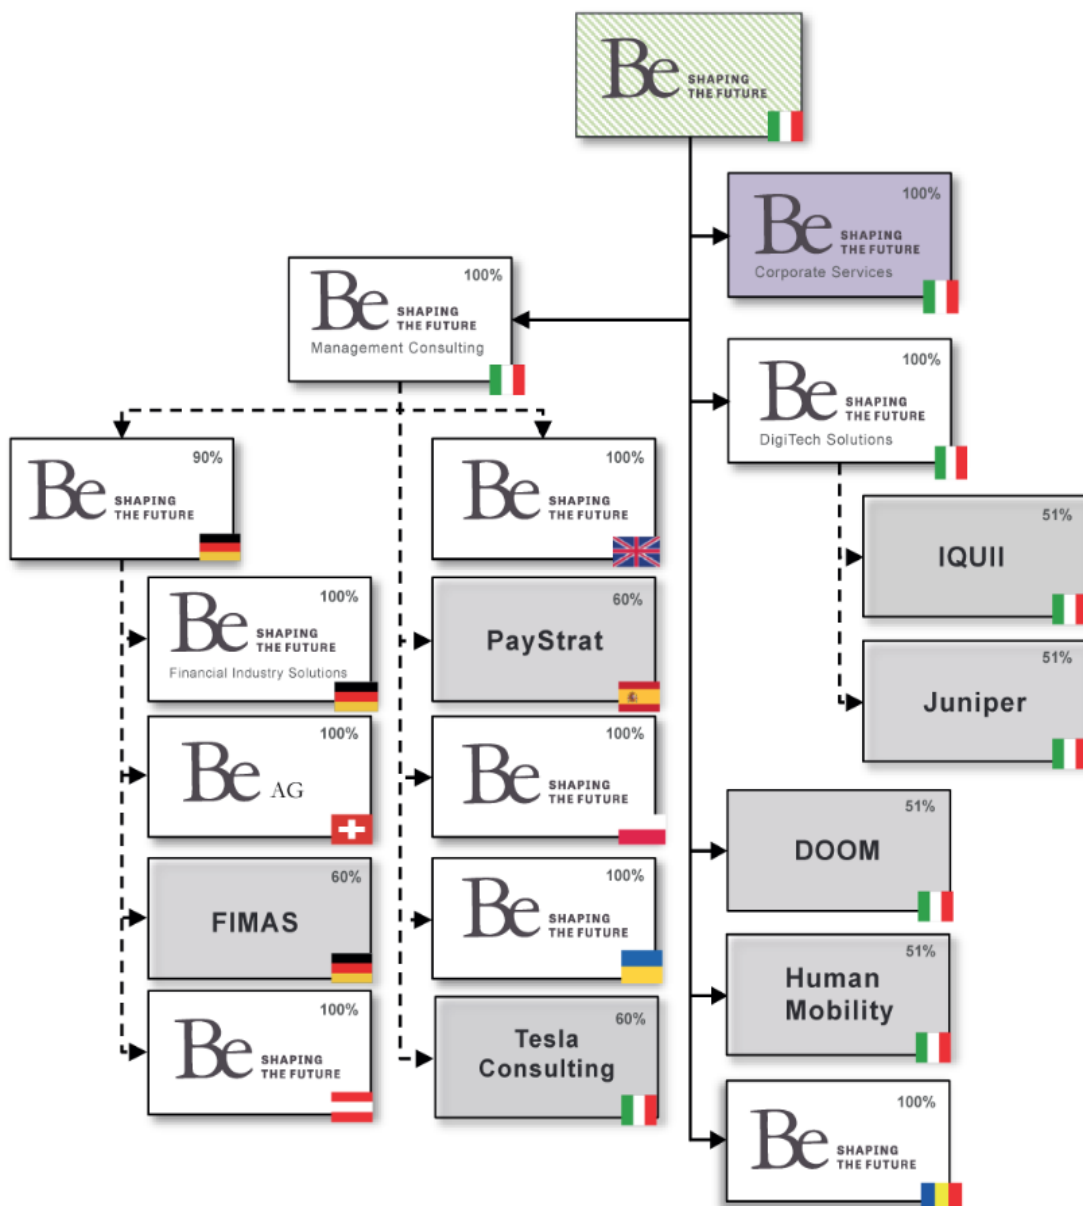 Be SHAPING
THE FUTURE
100%
Be SHAPING
THE FUTURE
Corporate Services
100%
Be SHAPING
THE FUTURE
Management Consulting
100%
Be SHAPING
THE FUTURE
DigiTech Solutions
90%
Be SHAPING
THE FUTURE
100%
Be SHAPING
THE FUTURE
51%
IQUII
51%
Juniper
100%
Be SHAPING
THE FUTURE
Financial Industry Solutions
60%
PayStrat
100%
Be AG
100%
Be SHAPING
THE FUTURE
51%
DOOM
60%
FIMAS
100%
Be SHAPING
THE FUTURE
51%
Human
Mobility
100%
Be SHAPING
THE FUTURE
60%
Tesla
Consulting
100%
Be SHAPING
THE FUTURE